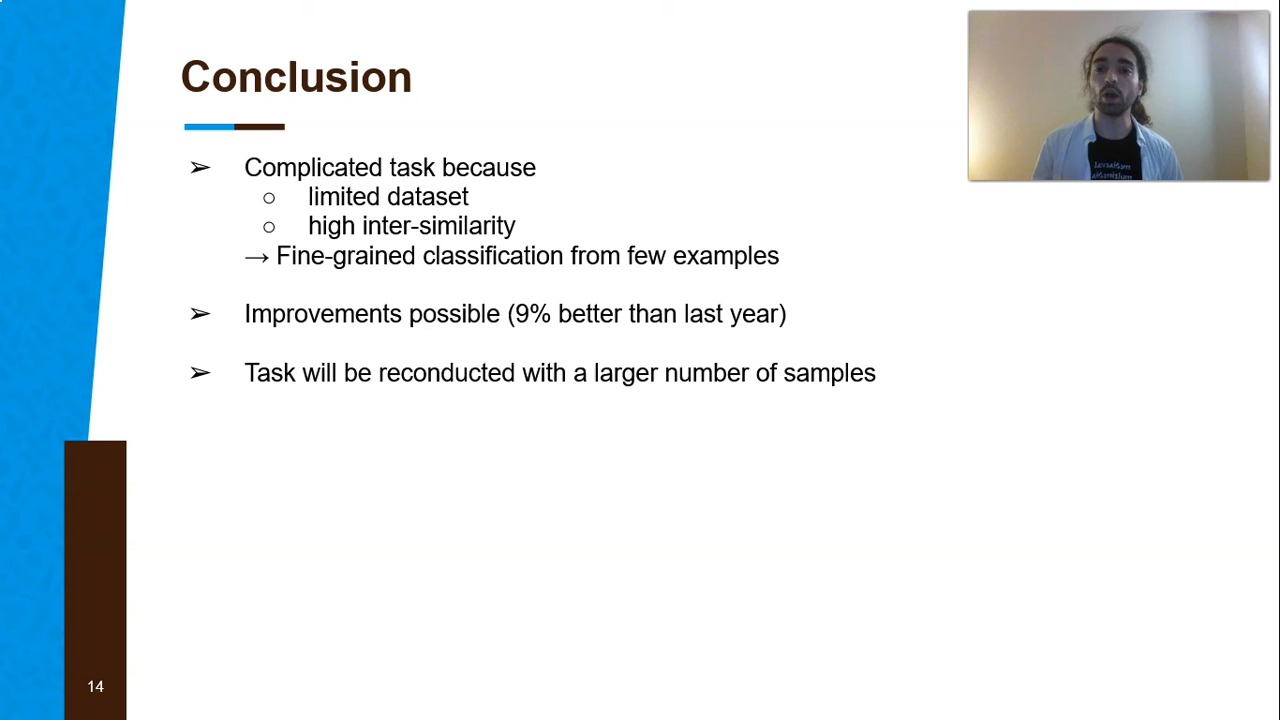 Conclusion
➢ Complicated task because
○ limited dataset
○ high inter-similarity
→ Fine-grained classification from few examples
➢ Improvements possible (9% better than last year)
➢ Task will be reconducted with a larger number of samples
14